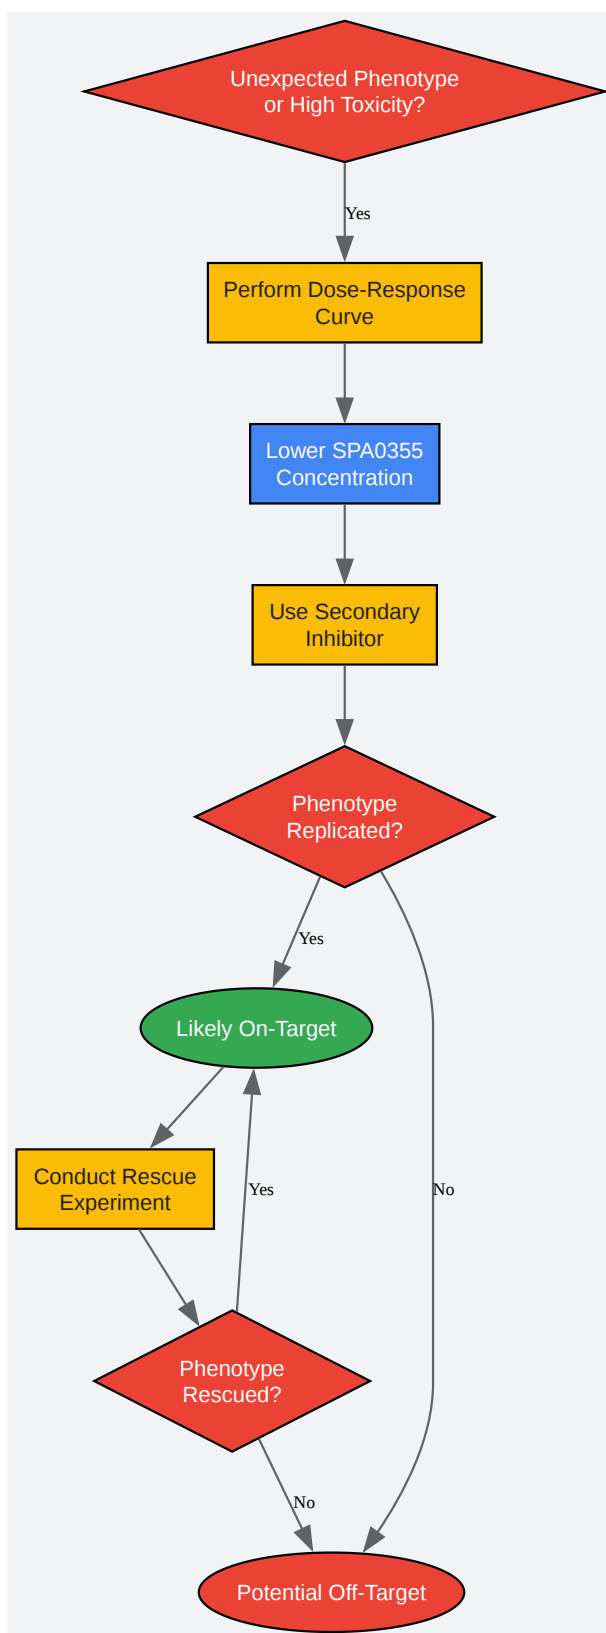 Unexpected Phenotype
or High Toxicity?
Yes
Perform Dose-Response
Curve
Lower SPA0355
Concentration
Use Secondary
Inhibitor
Phenotype
Replicated?
Yes
Likely On-Target
Conduct Rescue
Experiment
Yes
No
Phenotype
Rescued?
No
Potential Off-Target